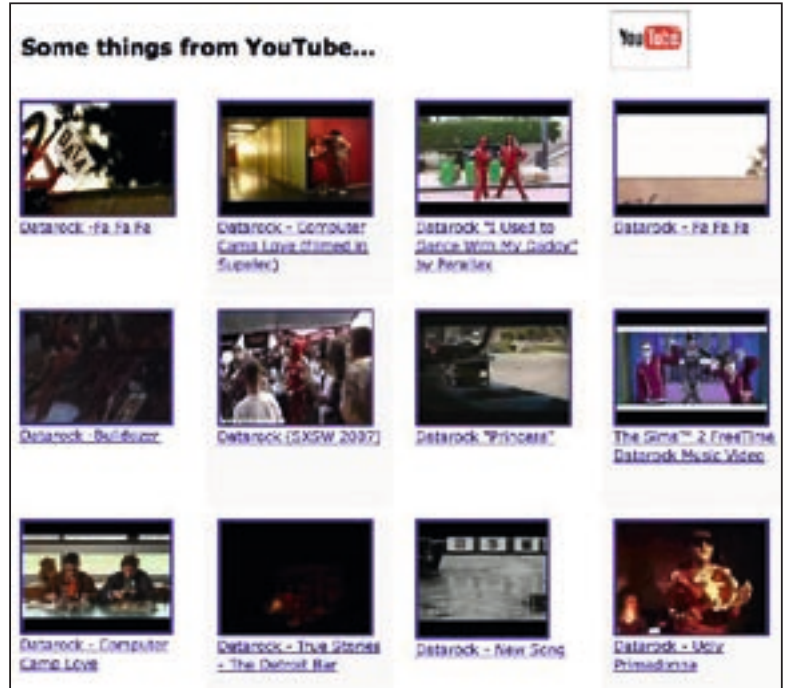 Some things from YouTube...
You Tube
Datarock -Fa Fa Fa
Datarock - Computer
Camp Love (filmed in
Supelec)
Datarock "I Used to
Dance With My Daddy"
by Parallax
Datarock - Fa Fa Fa
Datarock -Bulldozer
Datarock (SXSW 2007)
Datarock "Princess"
The Sims™ 2 FreeTime
Datarock Music Video
Datarock - Computer
Camp Love
Datarock - True Stories
- The Detroit Bar
Datarock - New Song
Datarock - Ugly
Primadonna